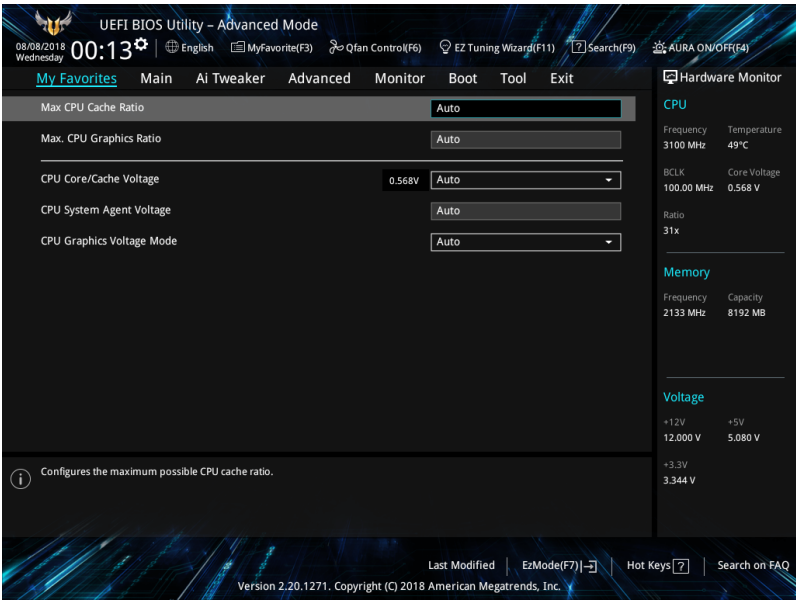 UEFI BIOS Utility – Advanced Mode
08/08/2018
Wednesday
00:13
English
MyFavorite(F3)
Qfan Control(F6)
EZ Tuning Wizard(F11)
? Search(F9)
AURA ON/OFF(F4)
My Favorites Main Ai Tweaker Advanced Monitor Boot Tool Exit
Max CPU Cache Ratio Auto
Max. CPU Graphics Ratio Auto
CPU Core/Cache Voltage 0.568V Auto
CPU System Agent Voltage Auto
CPU Graphics Voltage Mode Auto
i Configures the maximum possible CPU cache ratio.
Hardware Monitor
CPU
Frequency Temperature
3100 MHz 49°C
BCLK Core Voltage
100.00 MHz 0.568 V
Ratio
31x
Memory
Frequency Capacity
2133 MHz 8192 MB
Voltage
+12V +5V
12.000 V 5.080 V
+3.3V
3.344 V
Last Modified EzMode(F7) Hot Keys ? Search on FAQ
Version 2.20.1271. Copyright (C) 2018 American Megatrends, Inc.